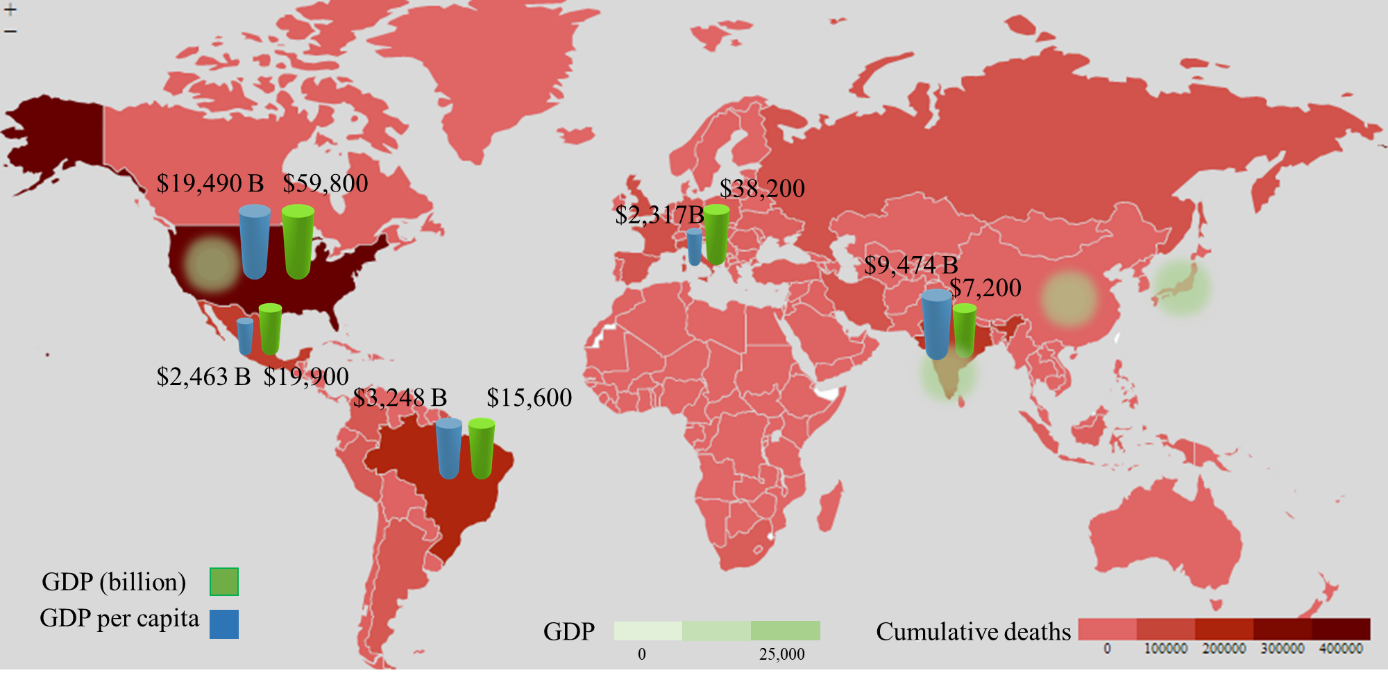 +
−
$19,490 B $59,800
$38,200
$2,317B
$9,474 B
$7,200
$2,463 B $19,900
$3,248 B $15,600
GDP (billion)
GDP per capita
GDP
0 25,000
Cumulative deaths
0 100000 200000 300000 400000